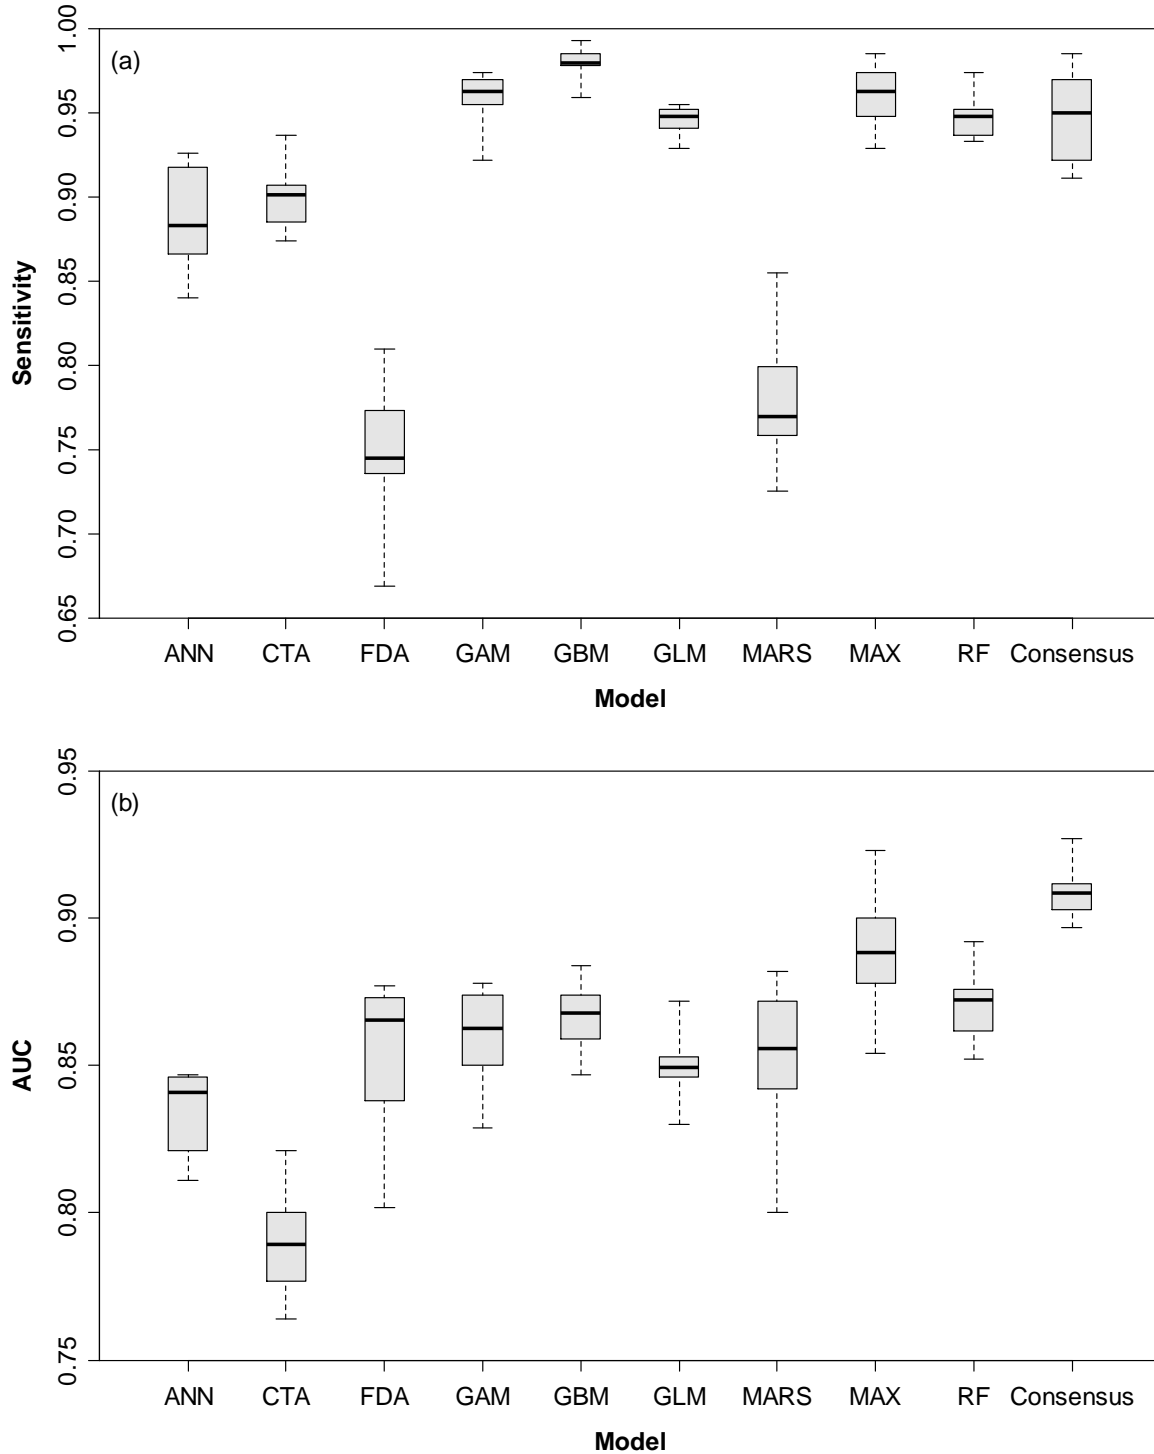 (a)
Sensitivity
1.00
0.95
0.90
0.85
0.80
0.75
0.70
0.65
ANN CTA FDA GAM GBM GLM MARS MAX RF Consensus
Model
(b)
AUC
0.95
0.90
0.85
0.80
0.75
ANN CTA FDA GAM GBM GLM MARS MAX RF Consensus
Model